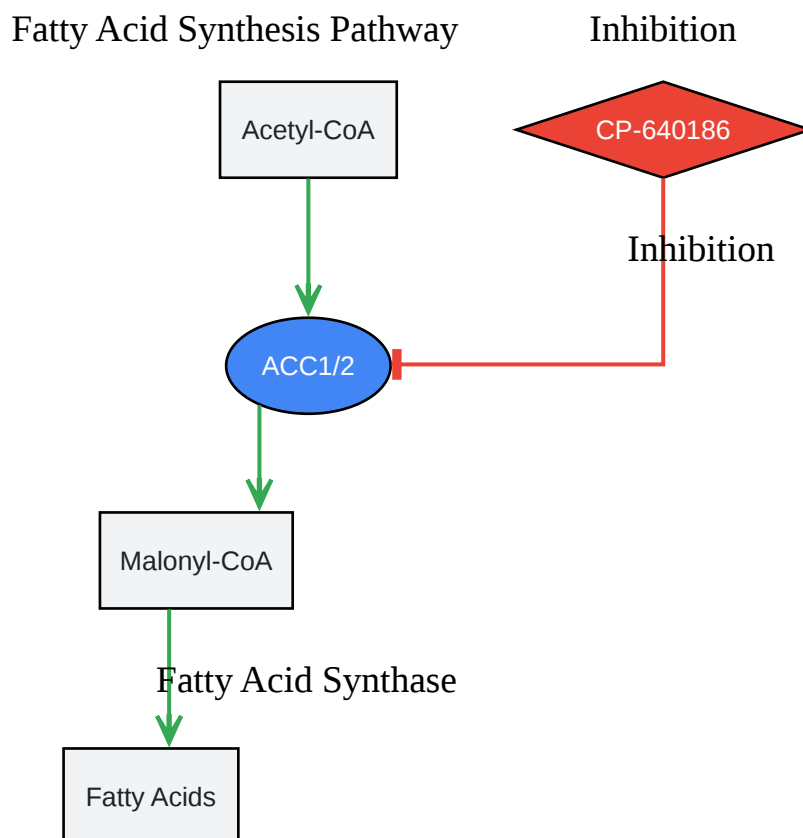 Fatty Acid Synthesis Pathway
Inhibition
Acetyl-CoA
CP-640186
Inhibition
ACC1/2
Malonyl-CoA
Fatty Acid Synthase
Fatty Acids